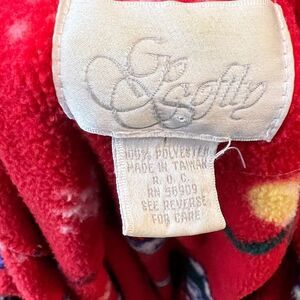 Go
Softly
100% POLYESTER
MADE IN TAIWAN
R. O. C.
RN 56909
SEE REVERSE
FOR CARE